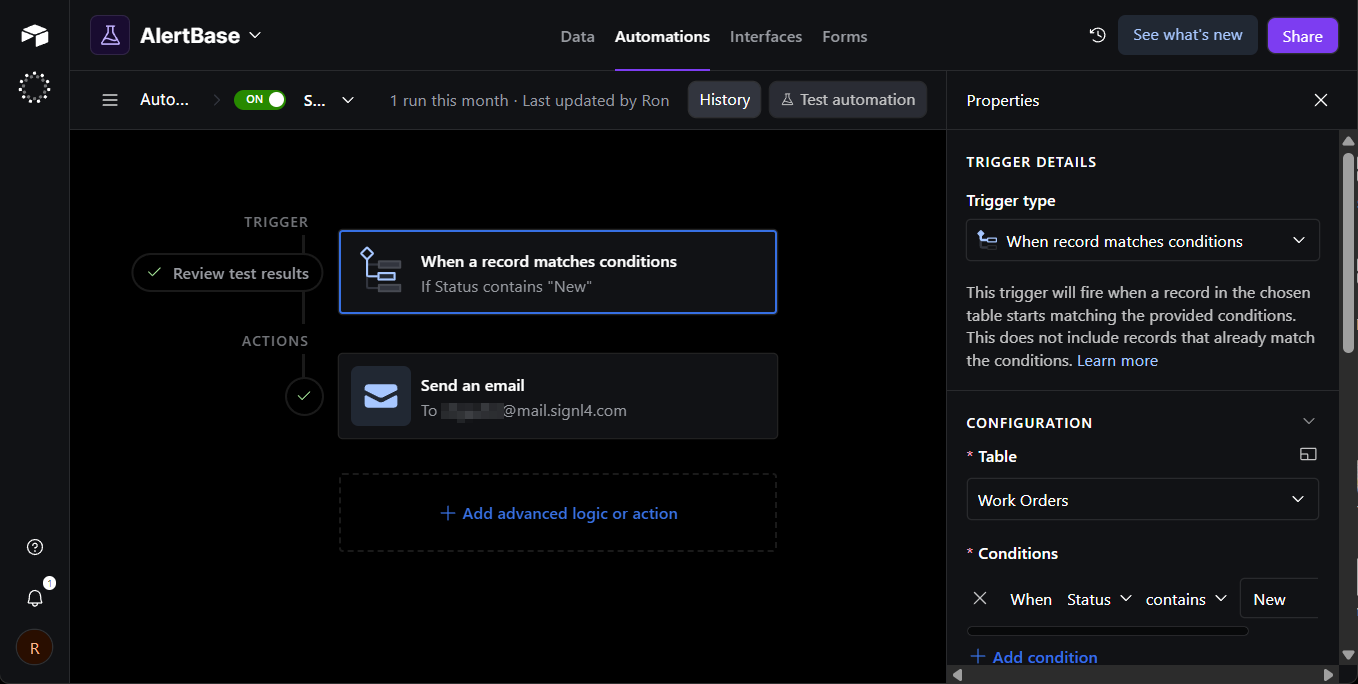 AlertBase
Data
Automations
Interfaces
Forms
See what's new
Share
Auto...
ON
S...
1 run this month · Last updated by Ron
History
Test automation
Properties
TRIGGER
Review test results
When a record matches conditions
If Status contains "New"
ACTIONS
Send an email
To @mail.signl4.com
+ Add advanced logic or action
TRIGGER DETAILS
Trigger type
When record matches conditions
This trigger will fire when a record in the chosen
table starts matching the provided conditions.
This does not include records that already match
the conditions. Learn more
CONFIGURATION
* Table
Work Orders
* Conditions
When Status contains New
+ Add condition
1
R